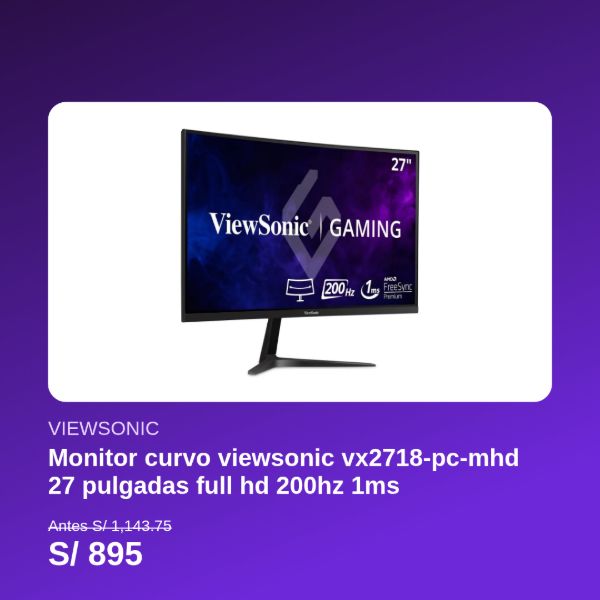 27"
ViewSonic® | GAMING
200Hz
1ms
AMD
FreeSync
Premium
ViewSonic
VIEWSONIC
Monitor curvo viewsonic vx2718-pc-mhd
27 pulgadas full hd 200hz 1ms
Antes S/ 1,143.75
S/ 895